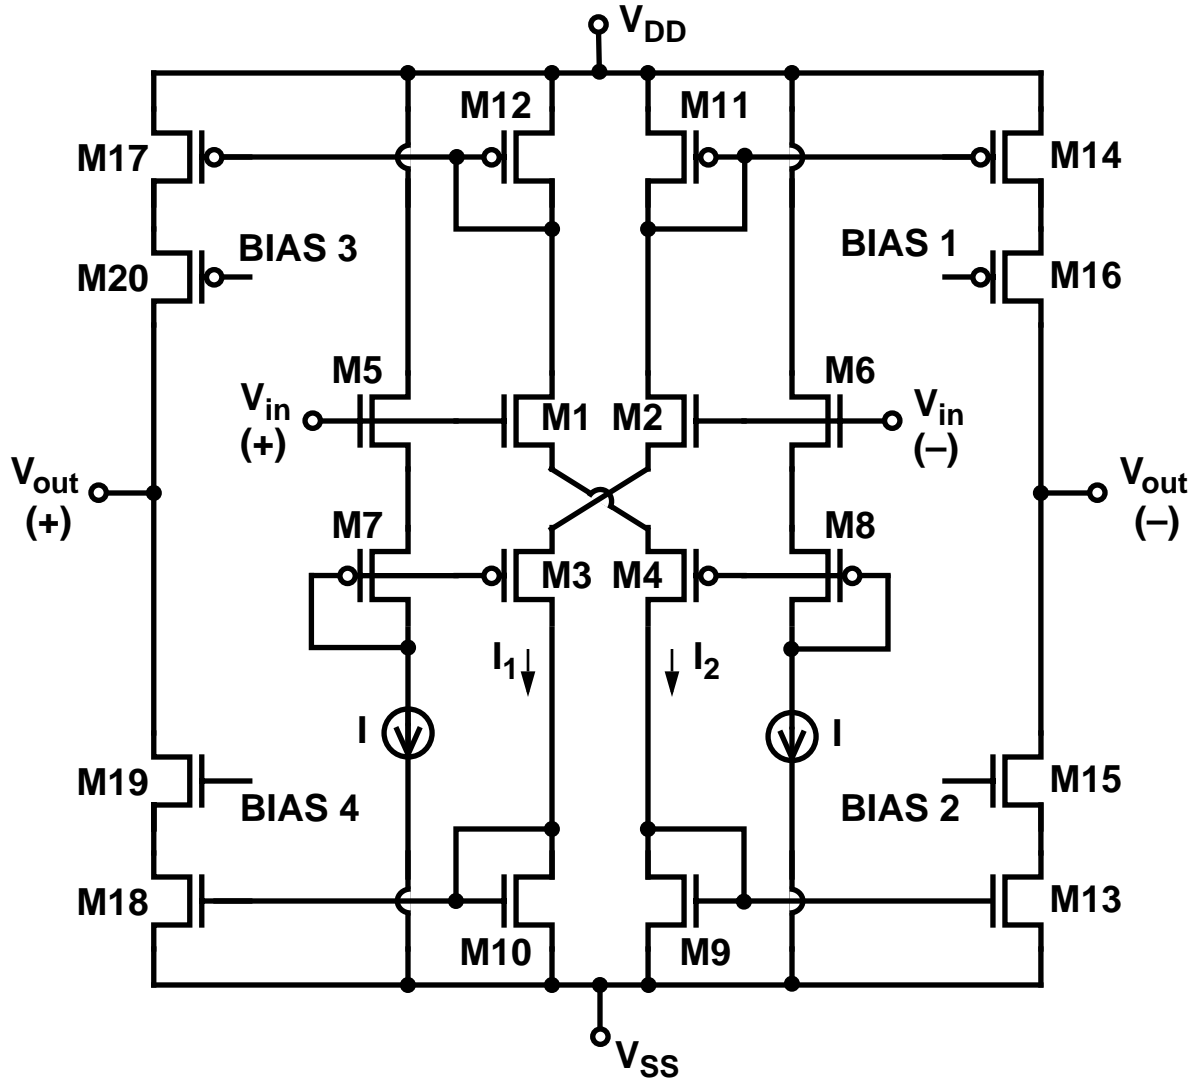 VDD
M12
M11
M17
M14
BIAS 3
BIAS 1
M20
M16
M5
M6
Vin
(+)
M1
M2
Vin
(–)
Vout
(+)
Vout
(–)
M7
M8
M3
M4
I1
I2
I
I
M19
M15
BIAS 4
BIAS 2
M18
M13
M10
M9
VSS